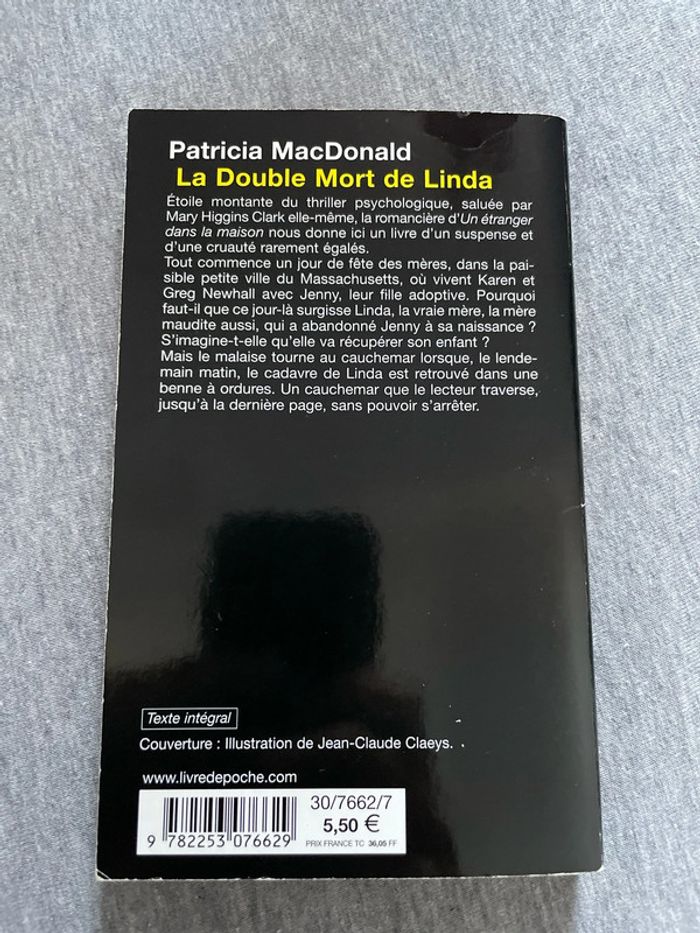 Patricia MacDonald
La Double Mort de Linda
Étoile montante du thriller psychologique, saluée par
Mary Higgins Clark elle-même, la romancière d'Un étranger
dans la maison nous donne ici un livre d'un suspense et
d'une cruauté rarement égalés.
Tout commence un jour de fête des mères, dans la pai-
sible petite ville du Massachusetts, où vivent Karen et
Greg Newhall avec Jenny, leur fille adoptive. Pourquoi
faut-il que ce jour-là surgisse Linda, la vraie mère, la mère
maudite aussi, qui a abandonné Jenny à sa naissance ?
S'imagine-t-elle qu'elle va récupérer son enfant ?
Mais le malaise tourne au cauchemar lorsque, le lende-
main matin, le cadavre de Linda est retrouvé dans une
benne à ordures. Un cauchemar que le lecteur traverse,
jusqu'à la dernière page, sans pouvoir s'arrêter.
Texte intégral
Couverture : Illustration de Jean-Claude Claeys.
www.livredepoche.com
30/7662/7
5,50 €
PRIX FRANCE TC 36,05 FF
9 782253 076629